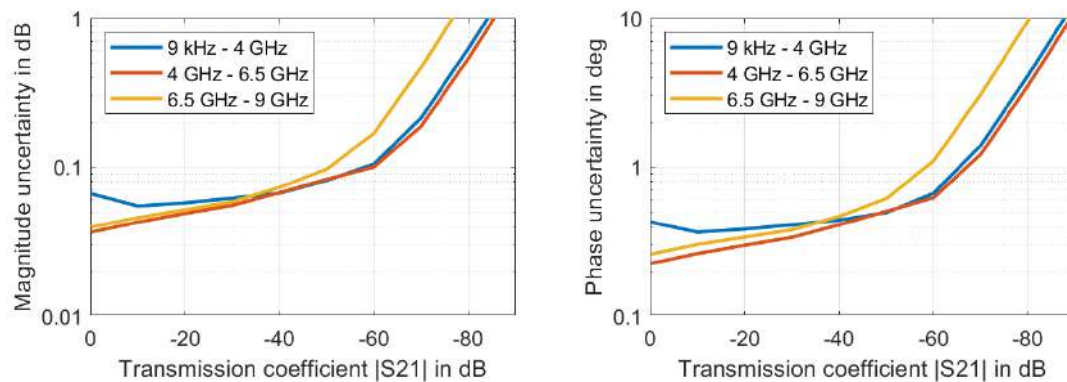 Magnitude uncertainty in dB
1
0.1
0.01
9 kHz - 4 GHz
4 GHz - 6.5 GHz
6.5 GHz - 9 GHz
0 -20 -40 -60 -80
Transmission coefficient |S21| in dB
Phase uncertainty in deg
10
1
0.1
9 kHz - 4 GHz
4 GHz - 6.5 GHz
6.5 GHz - 9 GHz
0 -20 -40 -60 -80
Transmission coefficient |S21| in dB